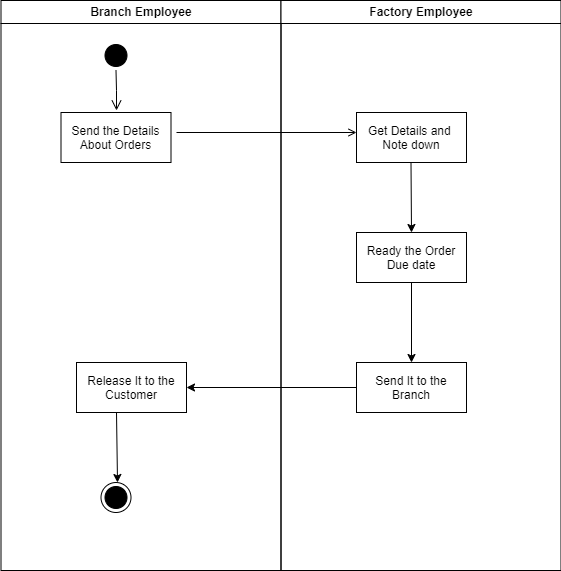 Branch Employee
Factory Employee
Send the Details
About Orders
Get Details and
Note down
Ready the Order
Due date
Release It to the
Customer
Send It to the
Branch